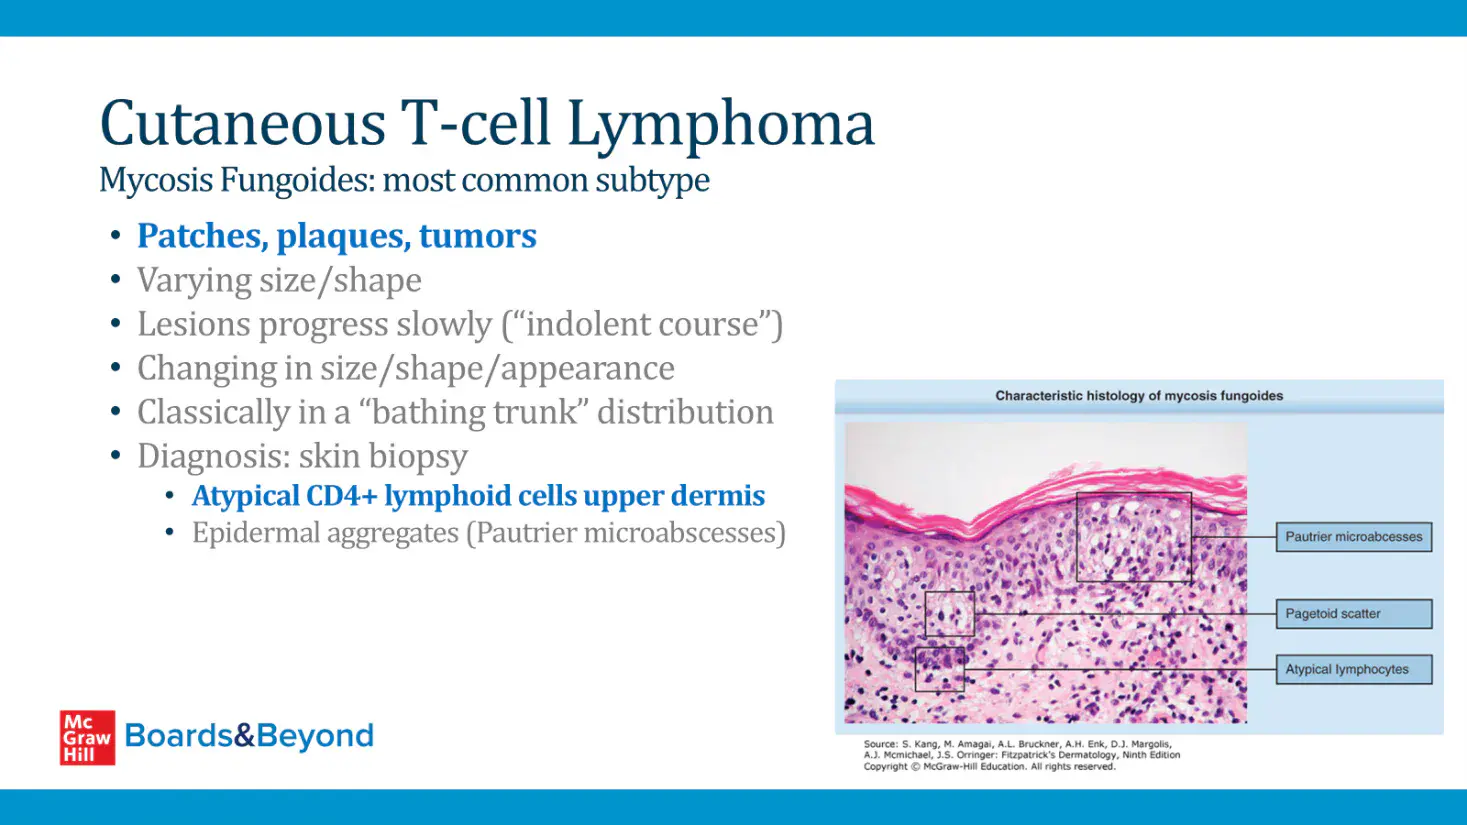 Cutaneous T-cell Lymphoma
Mycosis Fungoides: most common subtype
• Patches, plaques, tumors
• Varying size/shape
• Lesions progress slowly (“indolent course”)
• Changing in size/shape/appearance
• Classically in a “bathing trunk” distribution
• Diagnosis: skin biopsy
• Atypical CD4+ lymphoid cells upper dermis
• Epidermal aggregates (Pautrier microabscesses)
Characteristic histology of mycosis fungoides
Pautrier microabcesses
Pagetoid scatter
Atypical lymphocytes
Source: S. Kang, M. Amagai, A.L. Bruckner, A.H. Enk, D.J. Margolis,
A.J. Mcmichael, J.S. Orringer: Fitzpatrick's Dermatology, Ninth Edition
Copyright © McGraw-Hill Education. All rights reserved.
Mc
Graw
Hill
Boards&Beyond